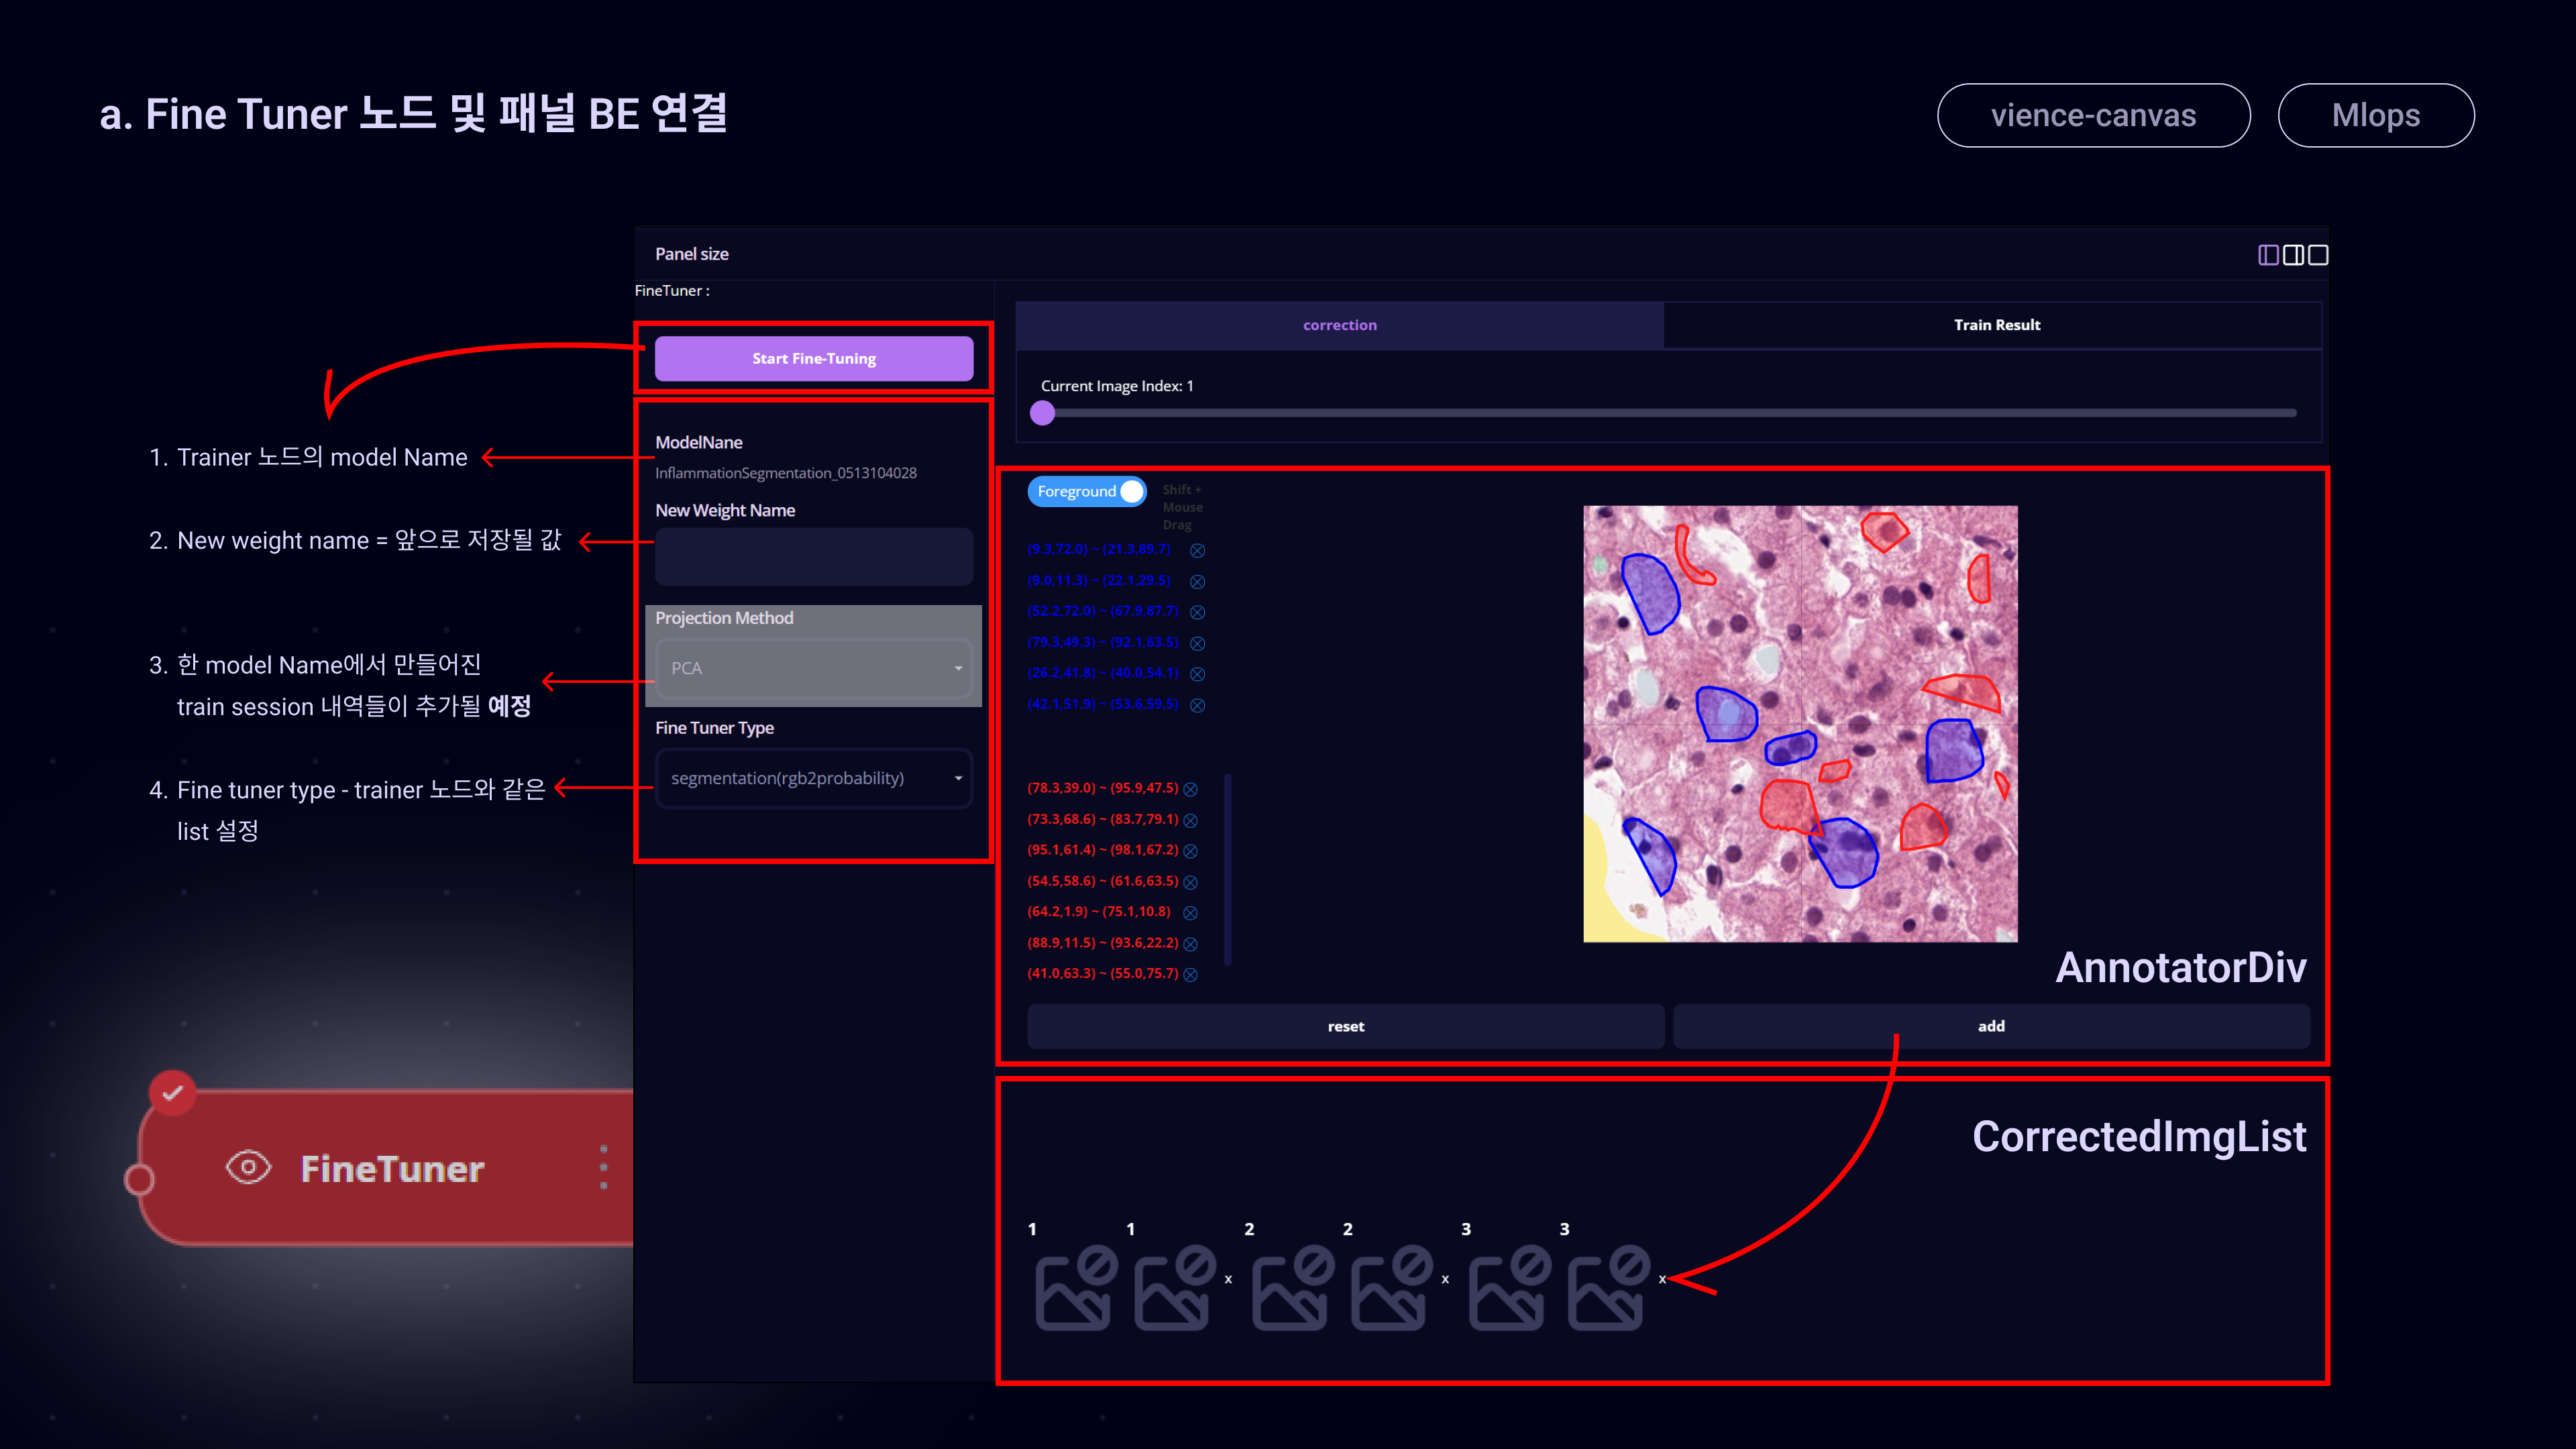 a. Fine Tuner 노드 및 패널 BE 연결
vience-canvas
Mlops
Panel size
FineTuner :
Start Fine-Tuning
1. Trainer 노드의 model Name
2. New weight name = 앞으로 저장될 값
3. 한 model Name에서 만들어진
train session 내역들이 추가될 예정
4. Fine tuner type - trainer 노드와 같은
list 설정
ModelNane
InflammationSegmentation_0513104028
New Weight Name
Projection Method
PCA
Fine Tuner Type
segmentation(rgb2probability)
correction
Train Result
Current Image Index: 1
Foreground
Shift +
Mouse
Drag
(9.3,72.0) ~ (21.3,89.7)
(9.0,11.3) ~ (22.1,29.5)
(52.2,72.0) ~ (67.9,87.7)
(79.3,49.3) ~ (92.1,63.5)
(26.2,41.8) ~ (40.0,54.1)
(42.1,51.9) ~ (53.6,59.5)
(78.3,39.0) ~ (95.9,47.5)
(73.3,68.6) ~ (83.7,79.1)
(95.1,61.4) ~ (98.1,67.2)
(54.5,58.6) ~ (61.6,63.5)
(64.2,1.9) ~ (75.1,10.8)
(88.9,11.5) ~ (93.6,22.2)
(41.0,63.3) ~ (55.0,75.7)
AnnotatorDiv
reset
add
CorrectedImgList
1 1 2 2 3 3
x x x
FineTuner